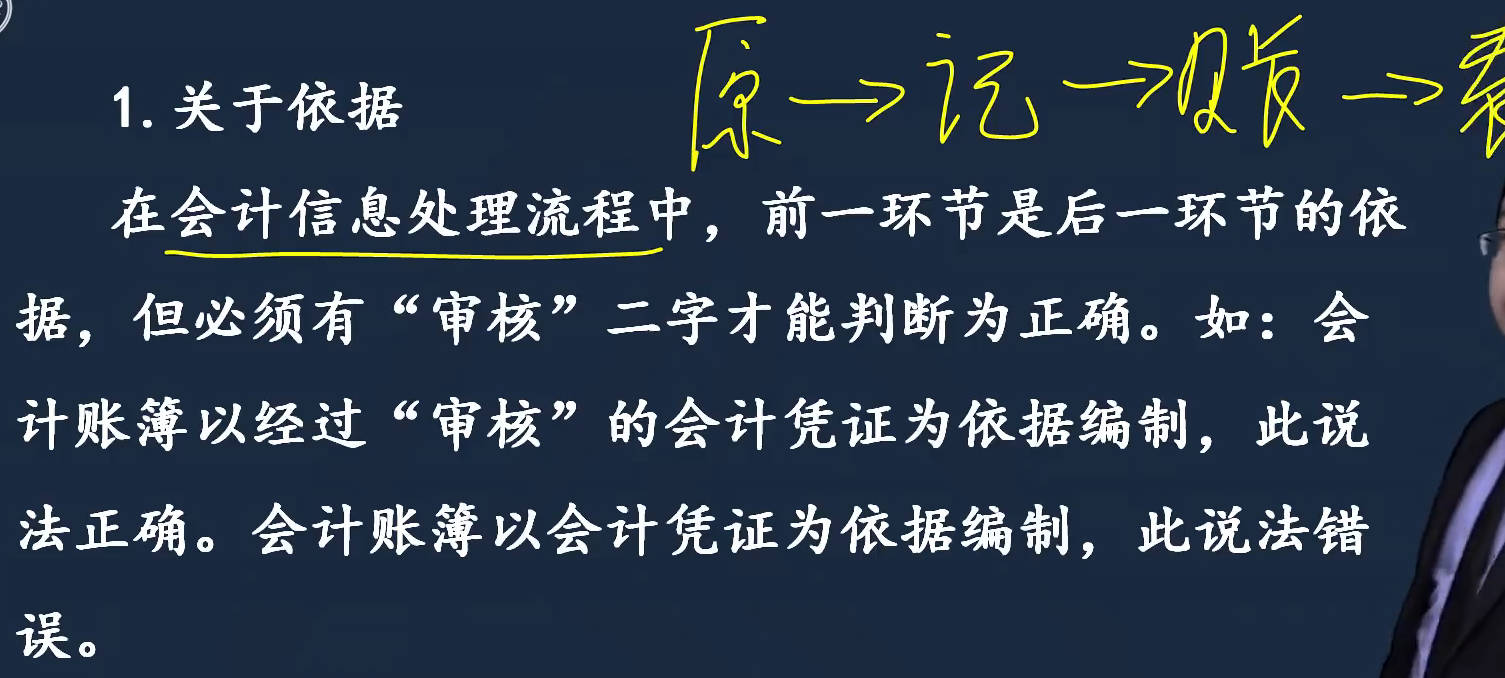 原→记→账→表
1.关于依据
在会计信息处理流程中，前一环节是后一环节的依
据，但必须有“审核”二字才能判断为正确。如：会
计账簿以经过“审核”的会计凭证为依据编制，此说
法正确。会计账簿以会计凭证为依据编制，此说法错
误。